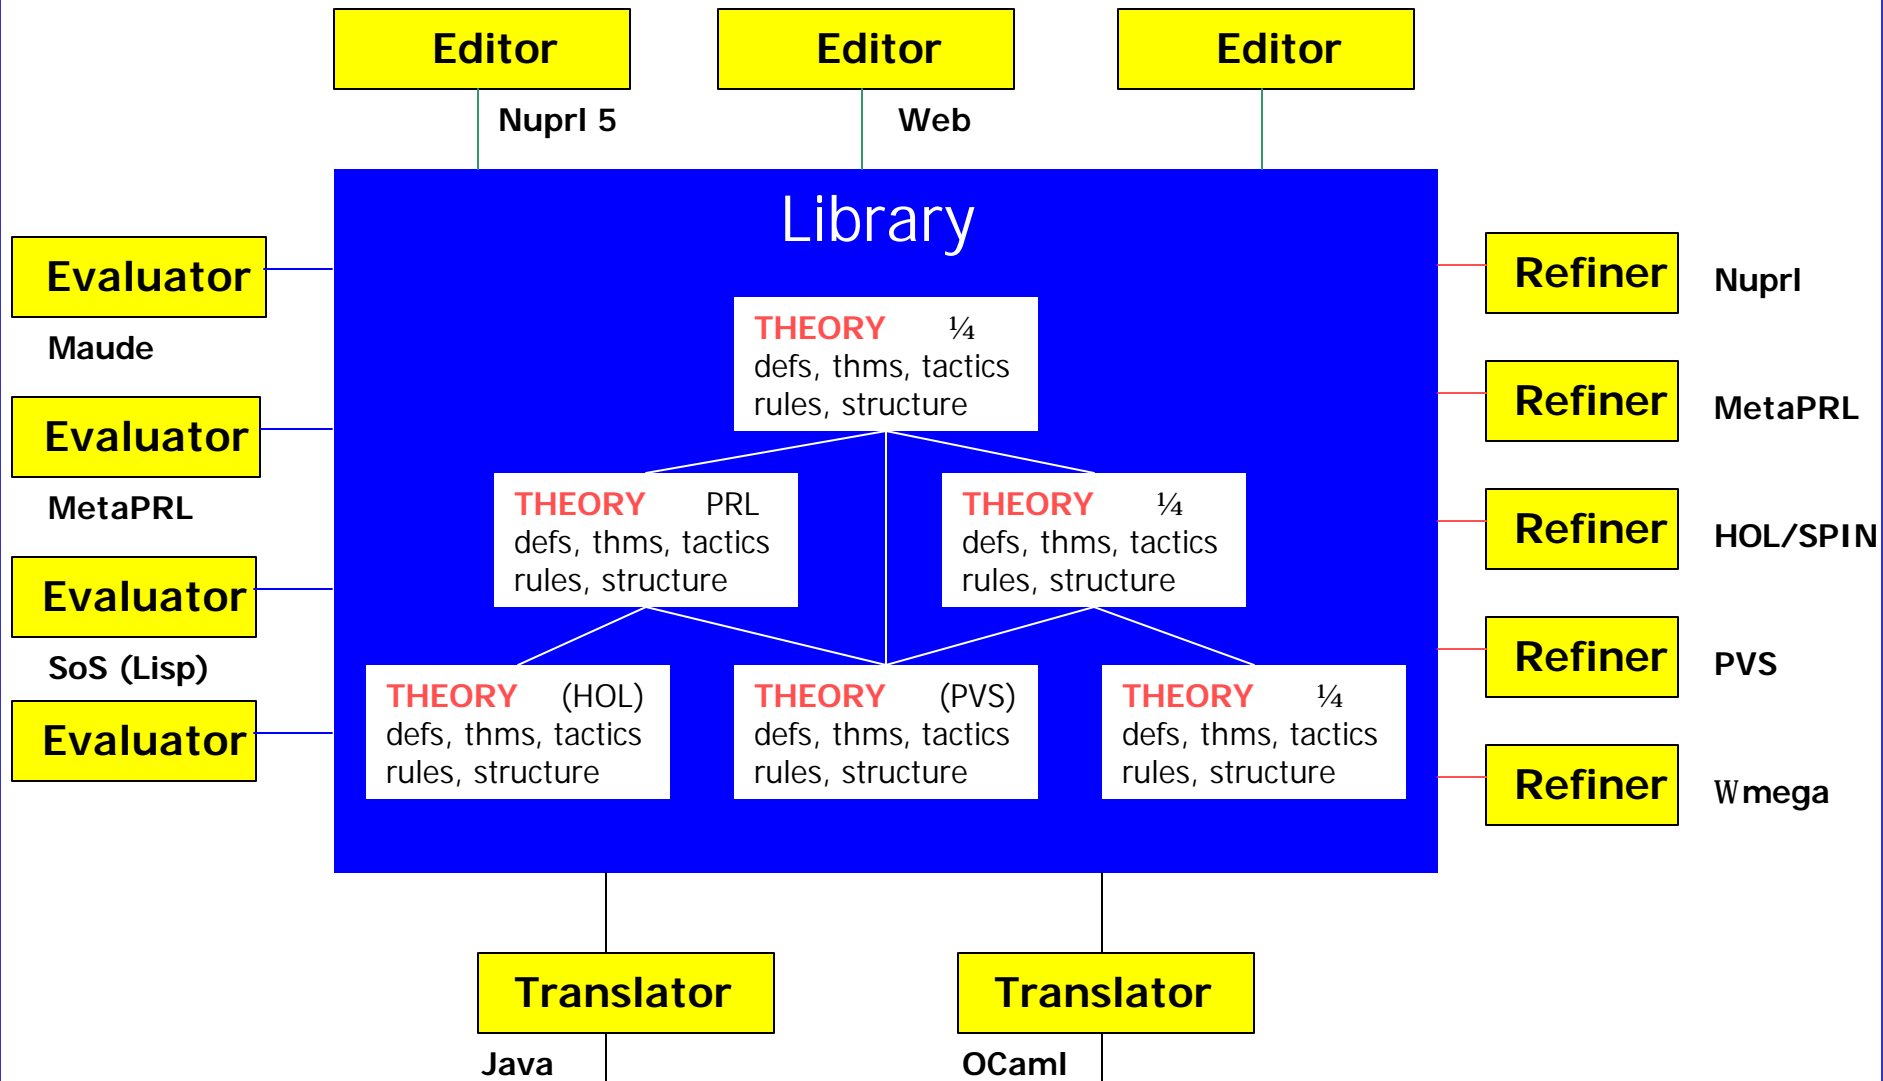 Editor
Editor
Editor
Nuprl 5
Web
Library
Evaluator
Maude
Evaluator
MetaPRL
Evaluator
SoS (Lisp)
Evaluator
THEORY ¼
defs, thms, tactics
rules, structure
THEORY PRL
defs, thms, tactics
rules, structure
THEORY ¼
defs, thms, tactics
rules, structure
THEORY (HOL)
defs, thms, tactics
rules, structure
THEORY (PVS)
defs, thms, tactics
rules, structure
THEORY ¼
defs, thms, tactics
rules, structure
Refiner Nuprl
Refiner MetaPRL
Refiner HOL/SPIN
Refiner PVS
Refiner Wmega
Translator
Java
Translator
OCaml